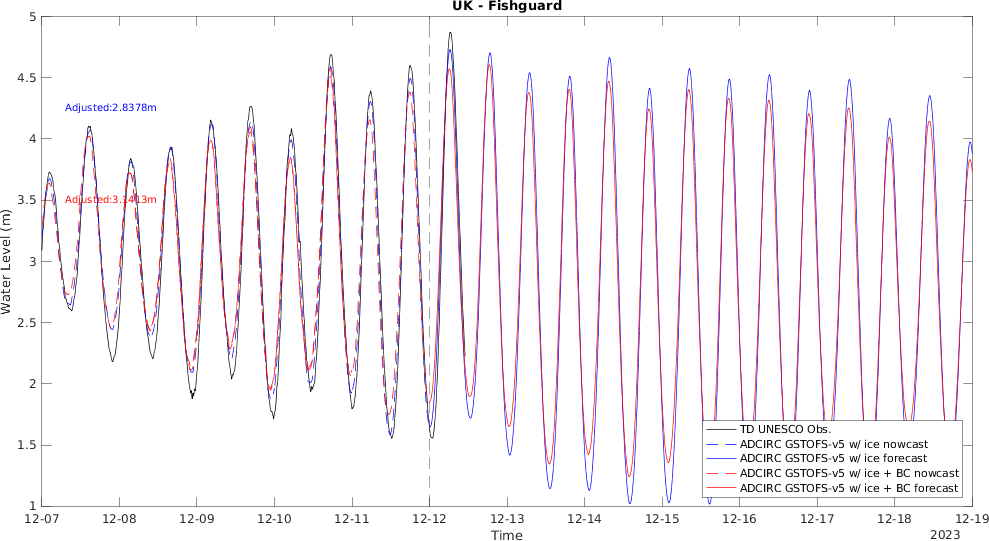 UK - Fishguard
5
4.5
4
3.5
3
2.5
2
1.5
1
Water Level (m)
Adjusted:2.8378m
Adjusted:3.1413m
TD UNESCO Obs.
ADCIRC GSTOFS-v5 w/ ice nowcast
ADCIRC GSTOFS-v5 w/ ice forecast
ADCIRC GSTOFS-v5 w/ ice + BC nowcast
ADCIRC GSTOFS-v5 w/ ice + BC forecast
12-07 12-08 12-09 12-10 12-11 12-12 12-13 12-14 12-15 12-16 12-17 12-18 12-19
Time
2023